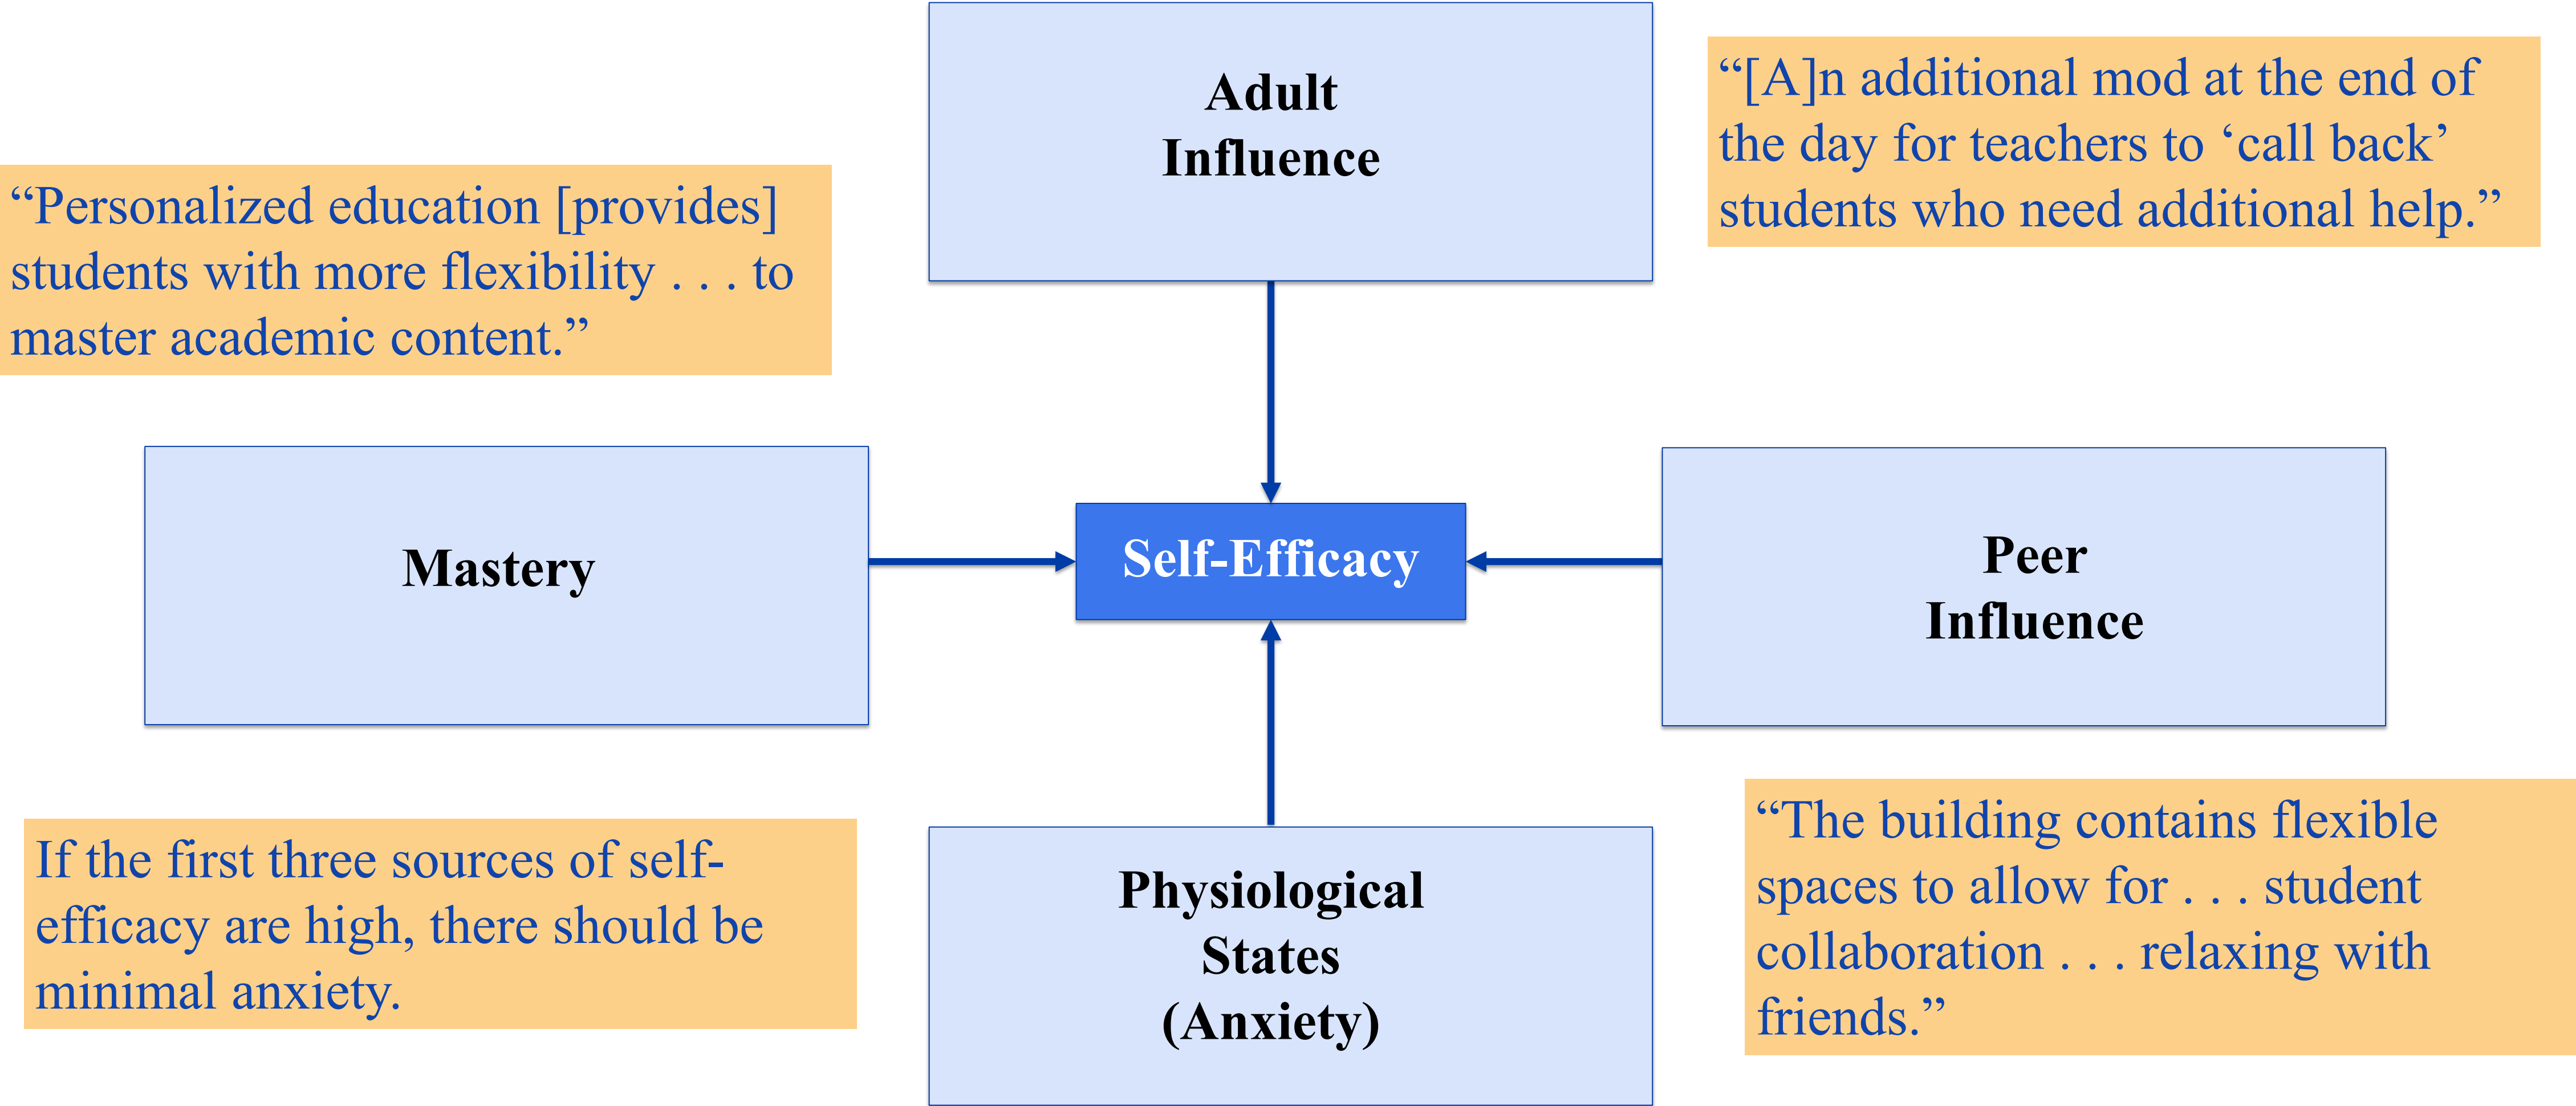 Adult
Influence
“[A]n additional mod at the end of
the day for teachers to ‘call back’
students who need additional help.”
“Personalized education [provides]
students with more flexibility . . . to
master academic content.”
Mastery
Self-Efficacy
Peer
Influence
If the first three sources of self-
efficacy are high, there should be
minimal anxiety.
Physiological
States
(Anxiety)
“The building contains flexible
spaces to allow for . . . student
collaboration . . . relaxing with
friends.”